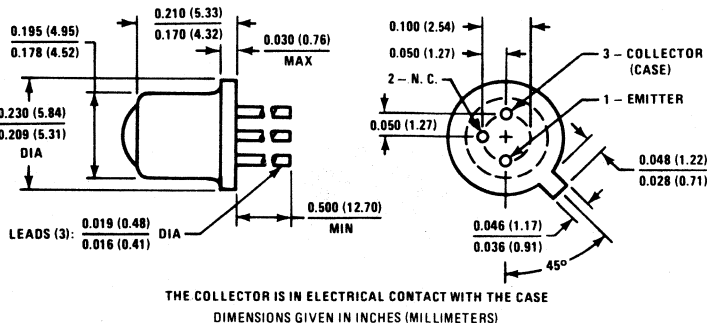 0.210 (5.33)
0.170 (4.32)
0.195 (4.95)
0.178 (4.52)
0.030 (0.76)
MAX
0.230 (5.84)
0.209 (5.31)
DIA
LEADS (3): 0.019 (0.48) DIA
0.016 (0.41)
0.500 (12.70)
MIN
0.100 (2.54)
0.050 (1.27)
3 – COLLECTOR
(CASE)
2 – N. C.
1 – EMITTER
0.050 (1.27)
0.048 (1.22)
0.028 (0.71)
0.046 (1.17)
0.036 (0.91)
45°
THE COLLECTOR IS IN ELECTRICAL CONTACT WITH THE CASE
DIMENSIONS GIVEN IN INCHES (MILLIMETERS)